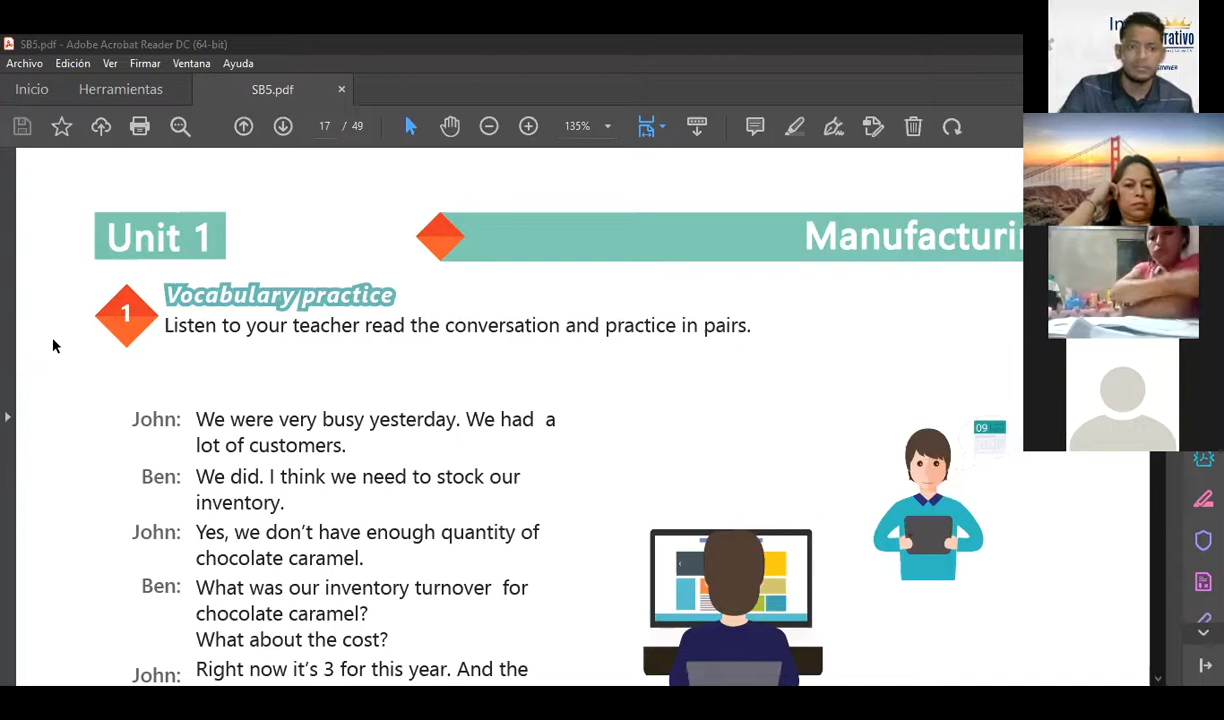 SB5.pdf - Adobe Acrobat Reader DC (64-bit)
Archivo Edición Ver Firmar Ventana Ayuda
Inicio Herramientas SB5.pdf ×
17 / 49 135%
Unit 1
1
Vocabulary practice
Listen to your teacher read the conversation and practice in pairs.
John: We were very busy yesterday. We had a
lot of customers.
Ben: We did. I think we need to stock our
inventory.
John: Yes, we don't have enough quantity of
chocolate caramel.
Ben: What was our inventory turnover for
chocolate caramel?
What about the cost?
John: Right now it's 3 for this year. And the
09